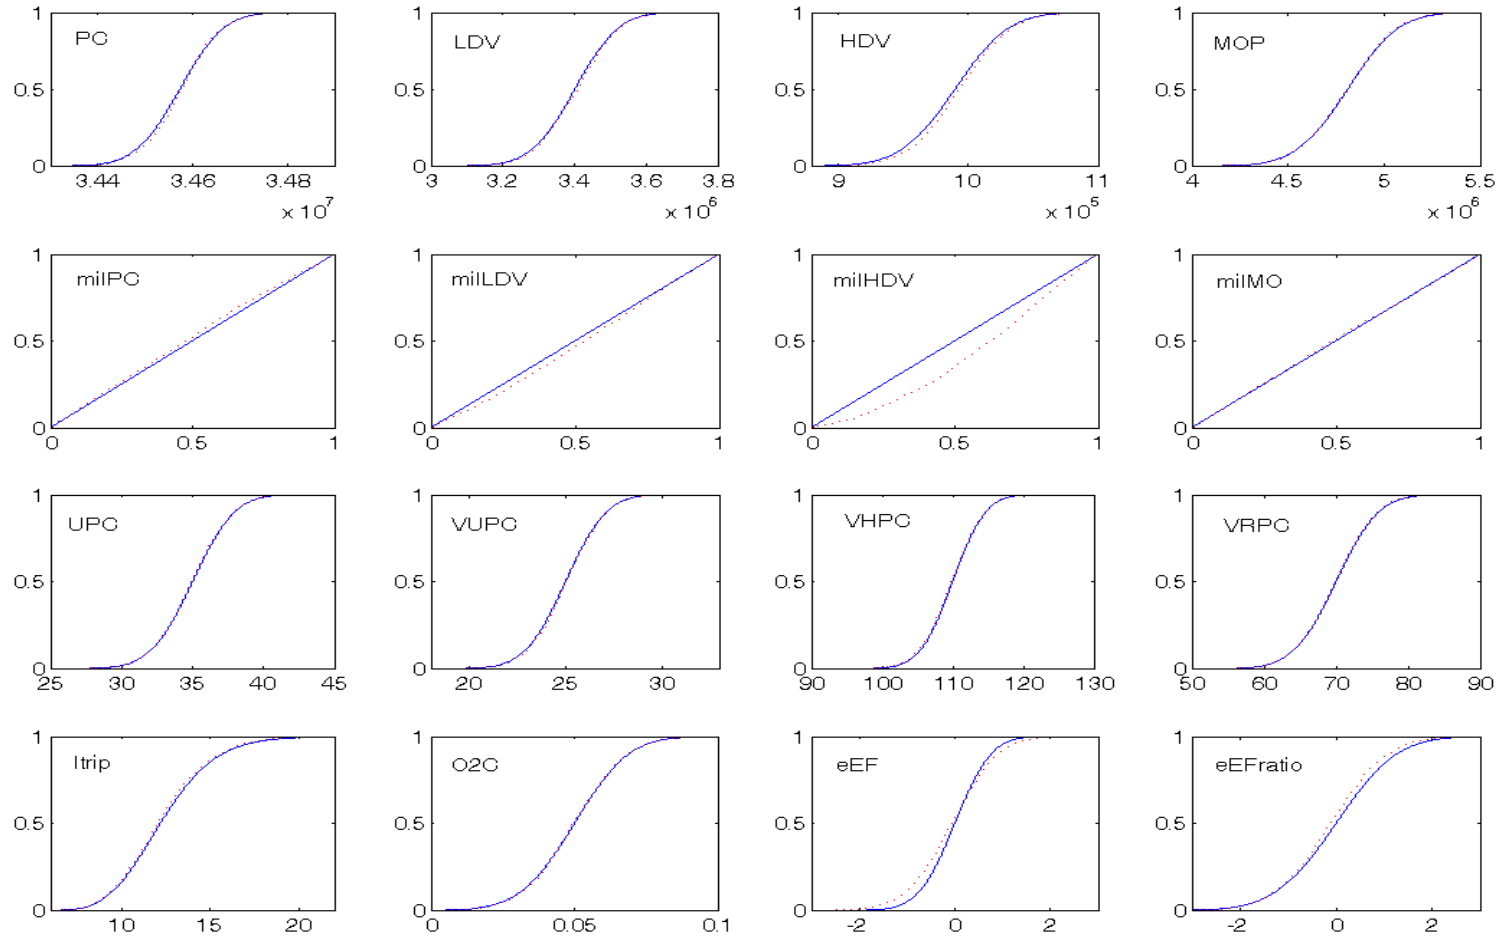 1 1 1 1
PC LDV HDV MOP
0.5 0.5 0.5 0.5
0 0 0 0
3.44 3.46 3.48 3 3.2 3.4 3.6 3.8 9 10 11 4 4.5 5 5.5
x 10^7 x 10^6 x 10^5 x 10^6
1 1 1 1
milPC milLDV milHDV milMO
0.5 0.5 0.5 0.5
0 0 0 0
0 0.5 1 0 0.5 1 0 0.5 1 0 0.5 1
1 1 1 1
UPC VUPC VHPC VRPC
0.5 0.5 0.5 0.5
0 0 0 0
25 30 35 40 45 20 25 30 90 100 110 120 130 50 60 70 80 90
1 1 1 1
ltrip O2C eEF eEFratio
0.5 0.5 0.5 0.5
0 0 0 0
10 15 20 0 0.05 0.1 -2 0 2 -2 0 2